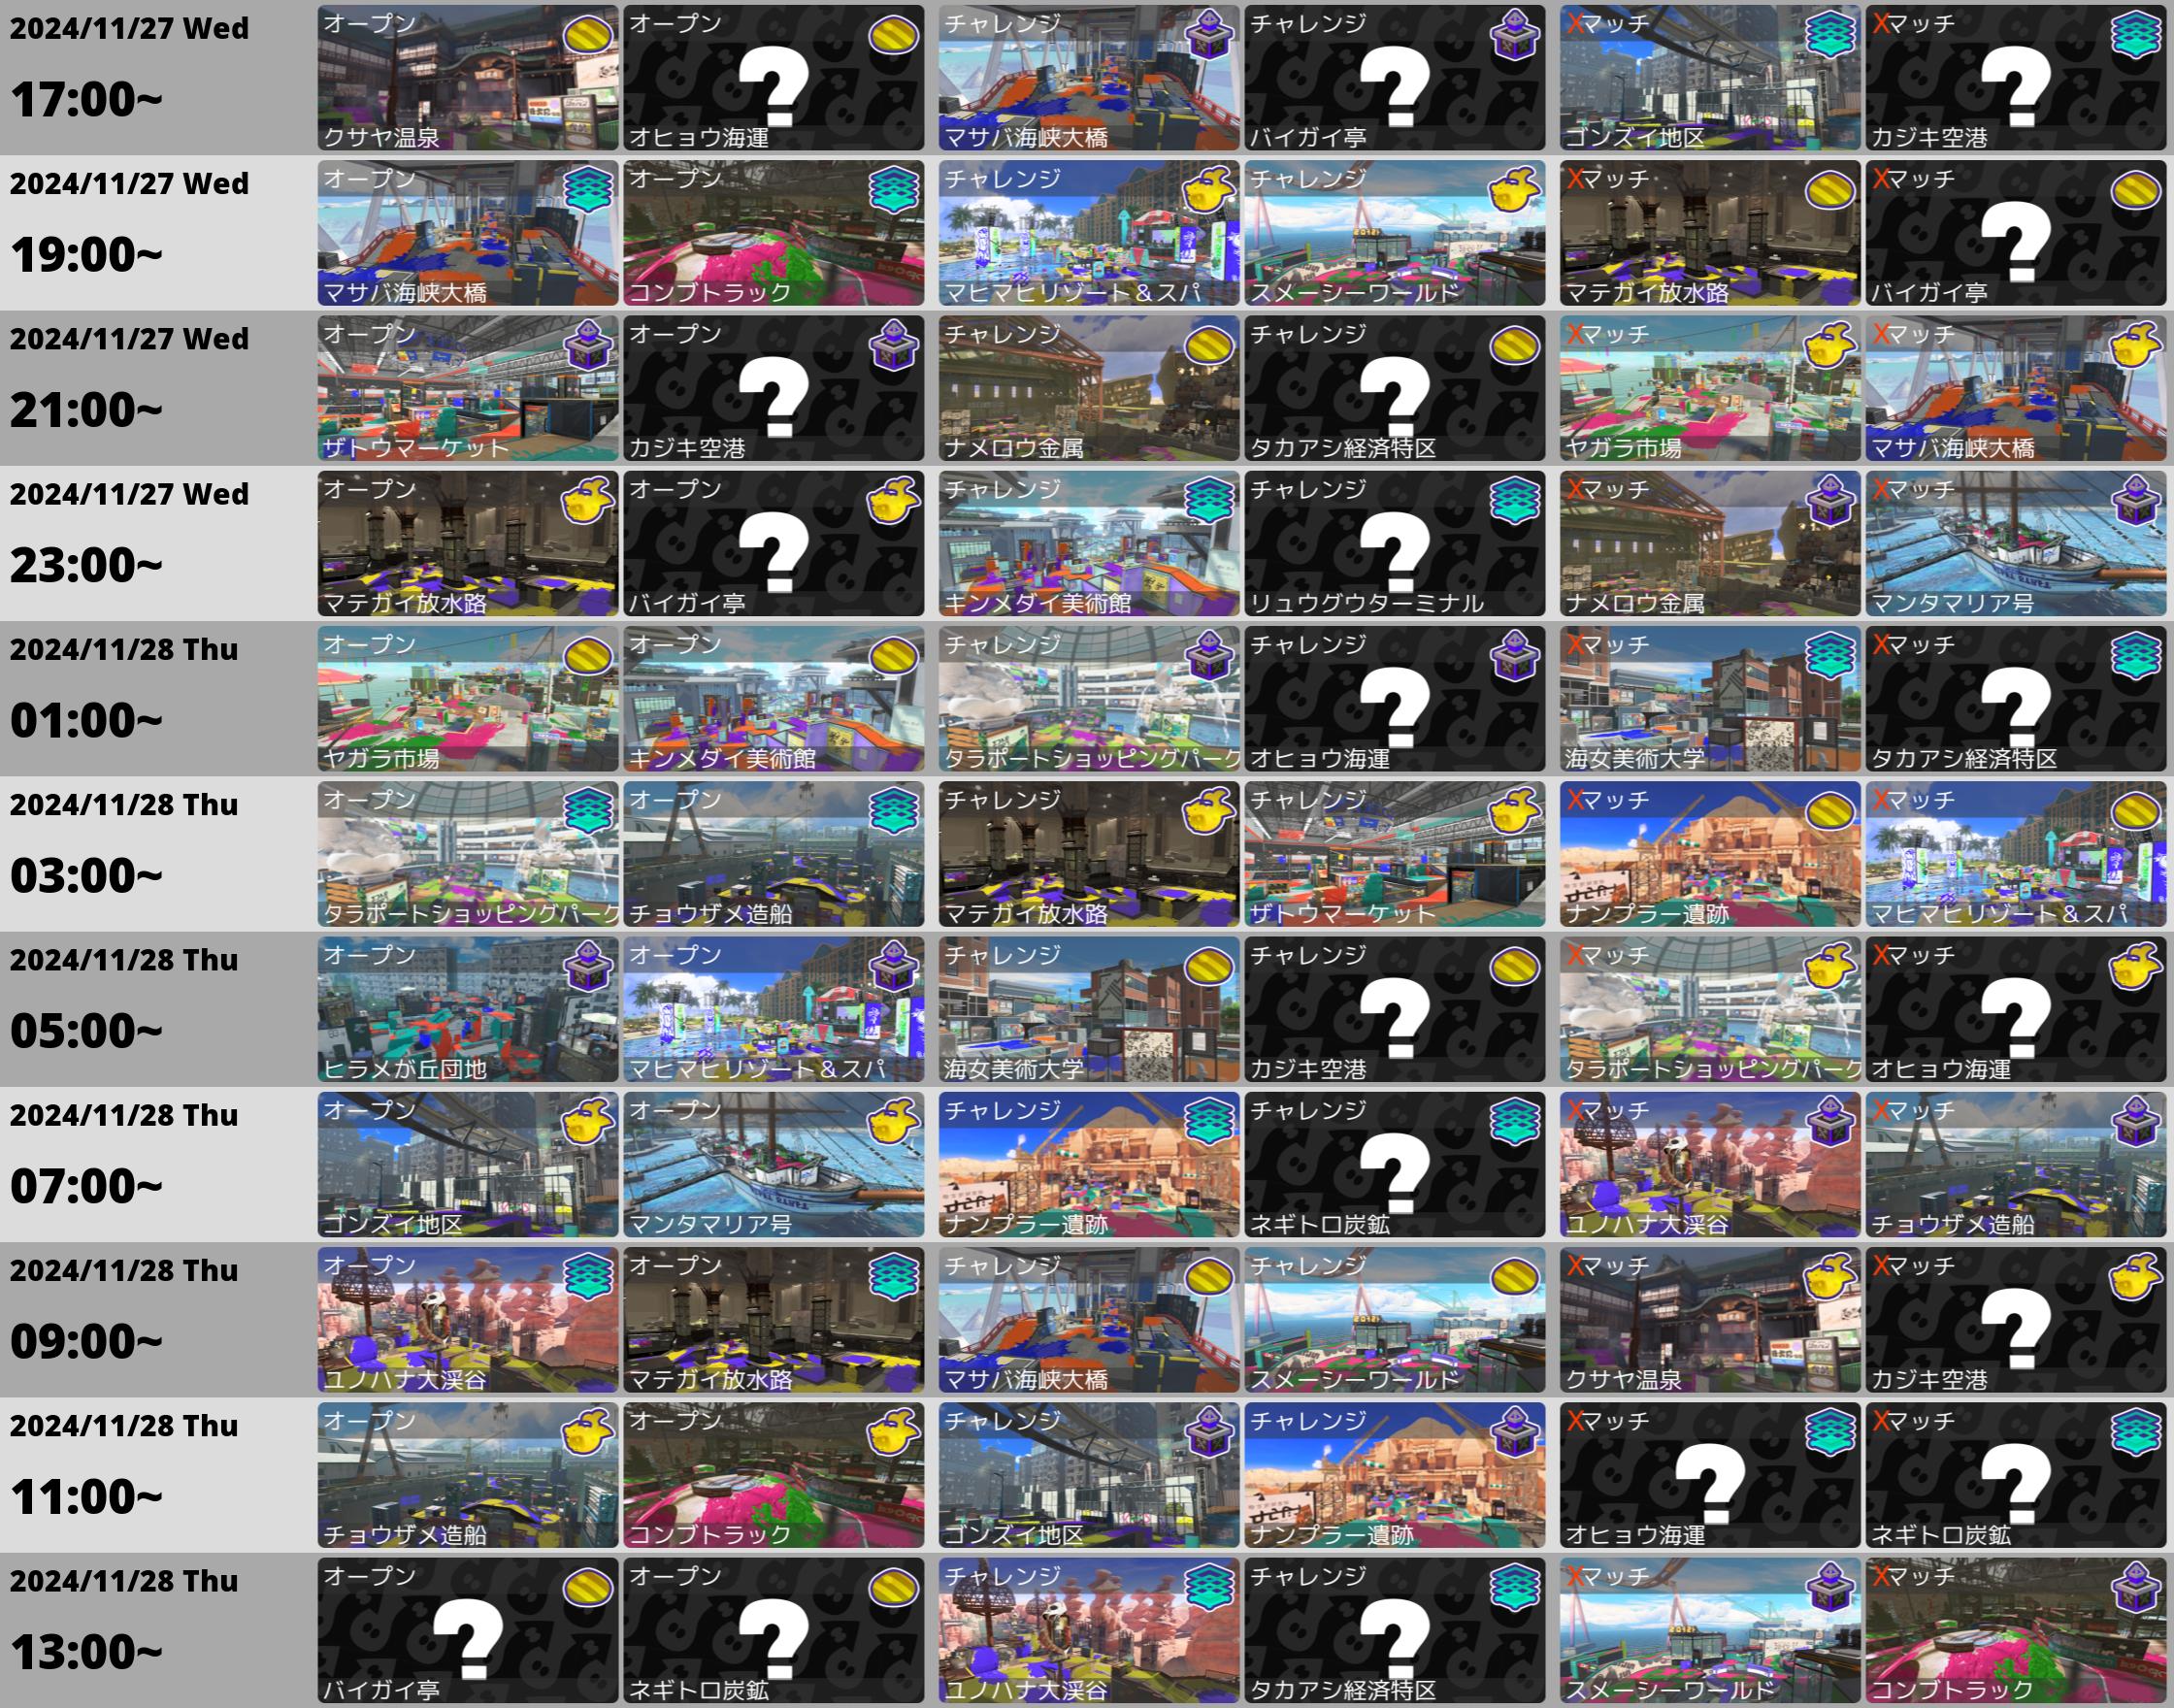 2024/11/27 Wed
17:00~
オープン オープン チャレンジ チャレンジ Xマッチ Xマッチ
クサヤ温泉 オヒョウ海運 マサバ海峡大橋 バイガイ亭 ゴンズイ地区 カジキ空港
2024/11/27 Wed
19:00~
オープン オープン チャレンジ チャレンジ Xマッチ Xマッチ
マサバ海峡大橋 コンブトラック マヒマヒリゾート&スパ スメーシーワールド マテガイ放水路 バイガイ亭
2024/11/27 Wed
21:00~
オープン オープン チャレンジ チャレンジ Xマッチ Xマッチ
ザトウマーケット カジキ空港 ナメロウ金属 タカアシ経済特区 ヤガラ市場 マサバ海峡大橋
2024/11/27 Wed
23:00~
オープン オープン チャレンジ チャレンジ Xマッチ Xマッチ
マテガイ放水路 バイガイ亭 キンメダイ美術館 リュウグウターミナル ナメロウ金属 マンタマリア号
2024/11/28 Thu
01:00~
オープン オープン チャレンジ チャレンジ Xマッチ Xマッチ
ヤガラ市場 キンメダイ美術館 タラポートショッピングパーク オヒョウ海運 海女美術大学 タカアシ経済特区
2024/11/28 Thu
03:00~
オープン オープン チャレンジ チャレンジ Xマッチ Xマッチ
タラポートショッピングパーク チョウザメ造船 マテガイ放水路 ザトウマーケット ナンプラー遺跡 マヒマヒリゾート&スパ
2024/11/28 Thu
05:00~
オープン オープン チャレンジ チャレンジ Xマッチ Xマッチ
ヒラメが丘団地 マヒマヒリゾート&スパ 海女美術大学 カジキ空港 タラポートショッピングパーク オヒョウ海運
2024/11/28 Thu
07:00~
オープン オープン チャレンジ チャレンジ Xマッチ Xマッチ
ゴンズイ地区 マンタマリア号 ナンプラー遺跡 ネギトロ炭鉱 ユノハナ大渓谷 チョウザメ造船
2024/11/28 Thu
09:00~
オープン オープン チャレンジ チャレンジ Xマッチ Xマッチ
ユノハナ大渓谷 マテガイ放水路 マサバ海峡大橋 スメーシーワールド クサヤ温泉 カジキ空港
2024/11/28 Thu
11:00~
オープン オープン チャレンジ チャレンジ Xマッチ Xマッチ
チョウザメ造船 コンブトラック ゴンズイ地区 ナンプラー遺跡 オヒョウ海運 ネギトロ炭鉱
2024/11/28 Thu
13:00~
オープン オープン チャレンジ チャレンジ Xマッチ Xマッチ
バイガイ亭 ネギトロ炭鉱 ユノハナ大渓谷 タカアシ経済特区 スメーシーワールド コンブトラック